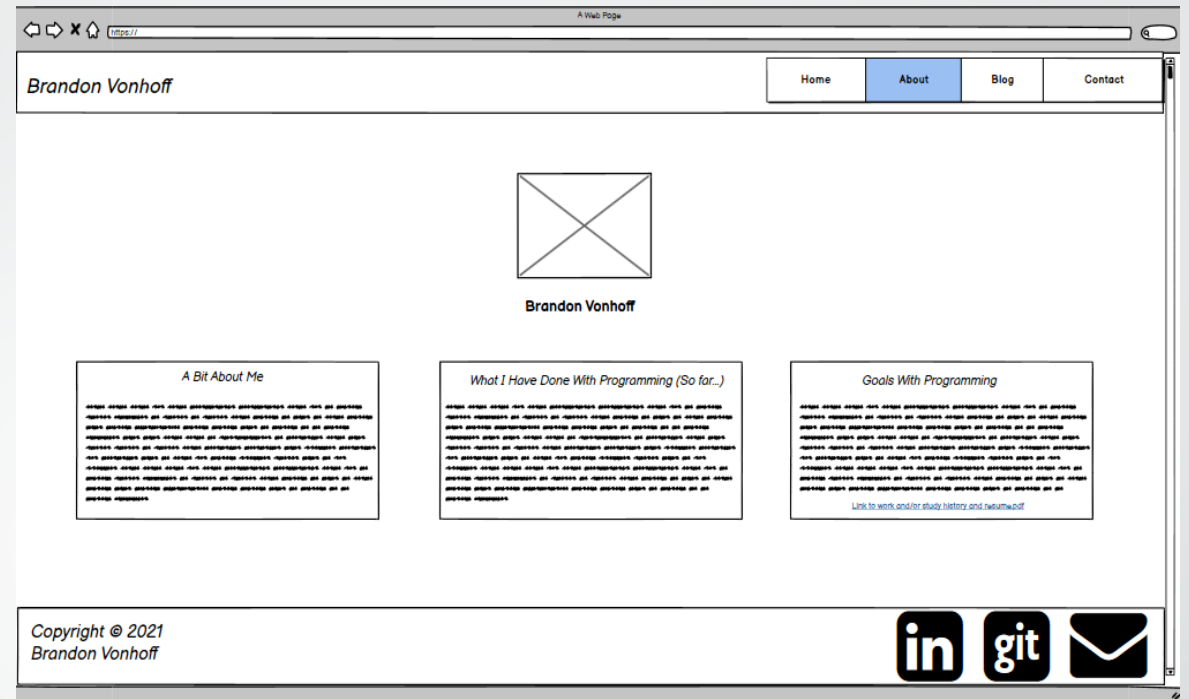 A Web Page
https://
Brandon Vonhoff
Home
About
Blog
Contact
Brandon Vonhoff
A Bit About Me
What I Have Done With Programming (So far...)
Goals With Programming
Link to work and/or study history and resume.pdf
Copyright © 2021
Brandon Vonhoff
in
git